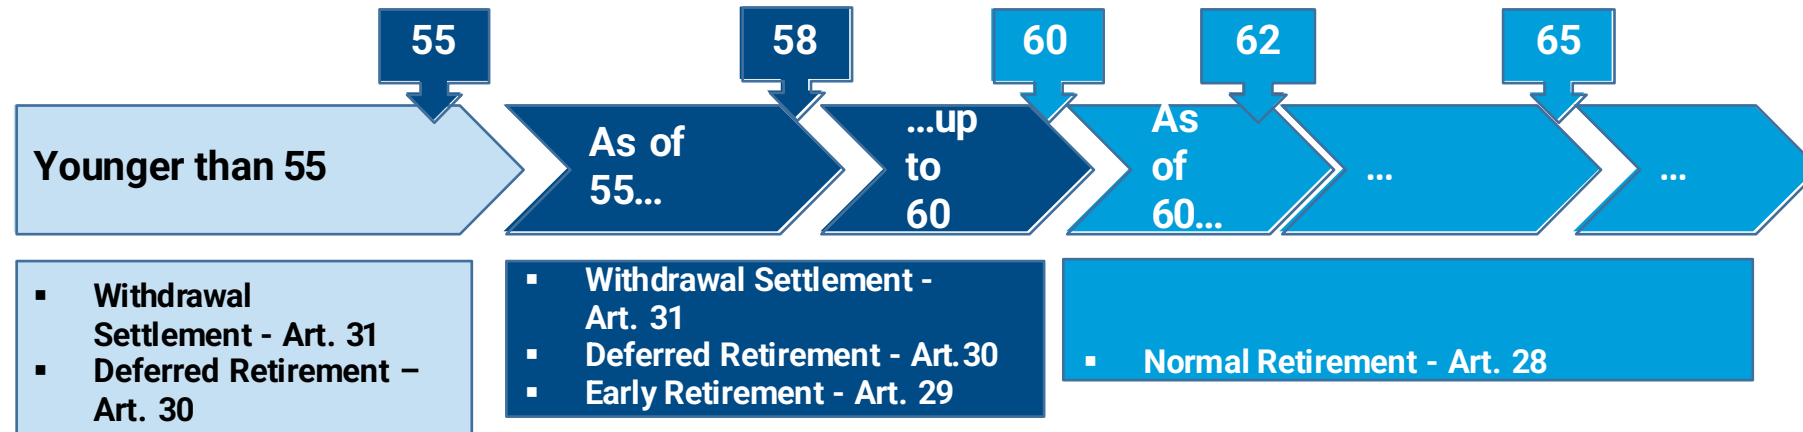 55
58
60
62
65
Younger than 55
As of
55...
...up
to
60
As
of
60...
...
...
▪ Withdrawal
Settlement - Art. 31
▪ Deferred Retirement –
Art. 30
▪ Withdrawal Settlement -
Art. 31
▪ Deferred Retirement - Art.30
▪ Early Retirement - Art. 29
▪ Normal Retirement - Art. 28